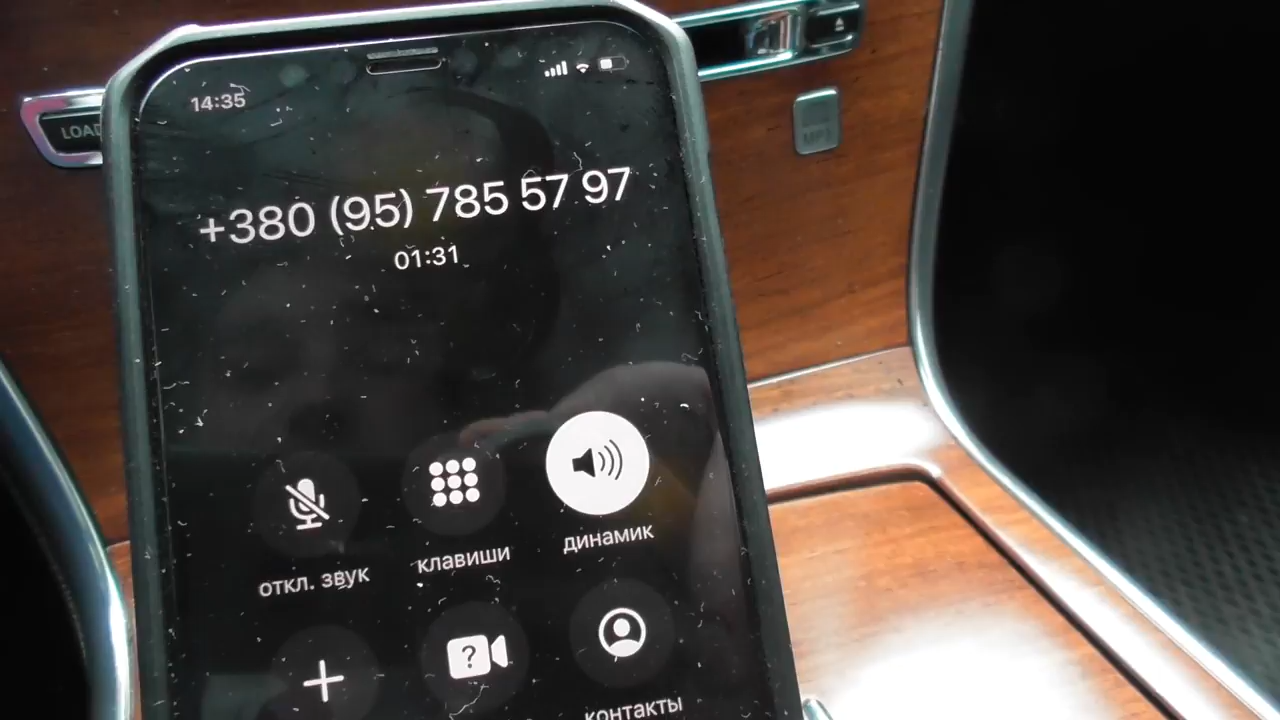 14:35
LOAD
+380 (95) 785 57 97
01:31
откл. звук
клавиши
динамик
?
контакты